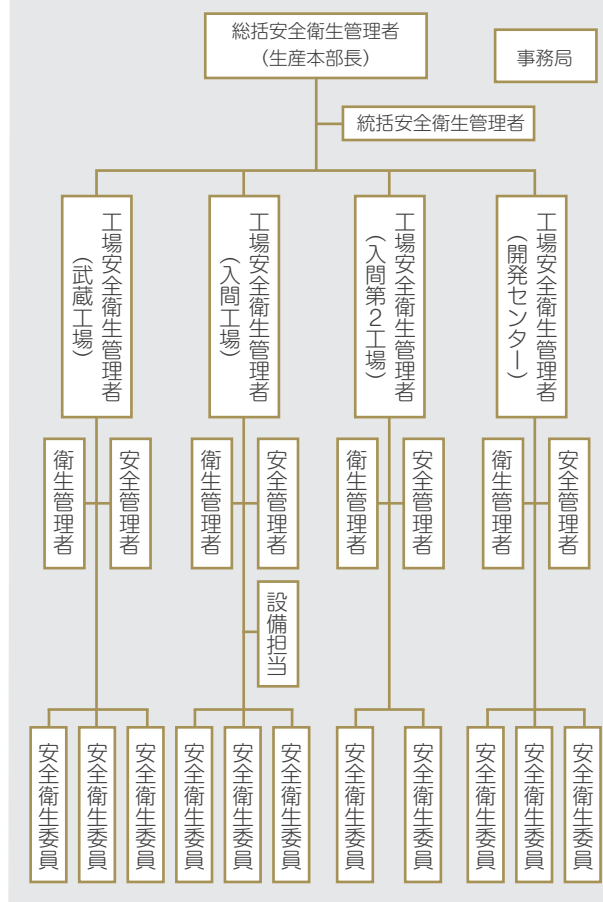 総括安全衛生管理者
（生産本部長）
事務局
統括安全衛生管理者
工場安全衛生管理者
（武蔵工場）
工場安全衛生管理者
（入間工場）
工場安全衛生管理者
（入間第２工場）
工場安全衛生管理者
（開発センター）
衛生管理者
安全管理者
衛生管理者
安全管理者
衛生管理者
安全管理者
衛生管理者
安全管理者
設備担当
安全衛生委員
安全衛生委員
安全衛生委員
安全衛生委員
安全衛生委員
安全衛生委員
安全衛生委員
安全衛生委員
安全衛生委員
安全衛生委員
安全衛生委員